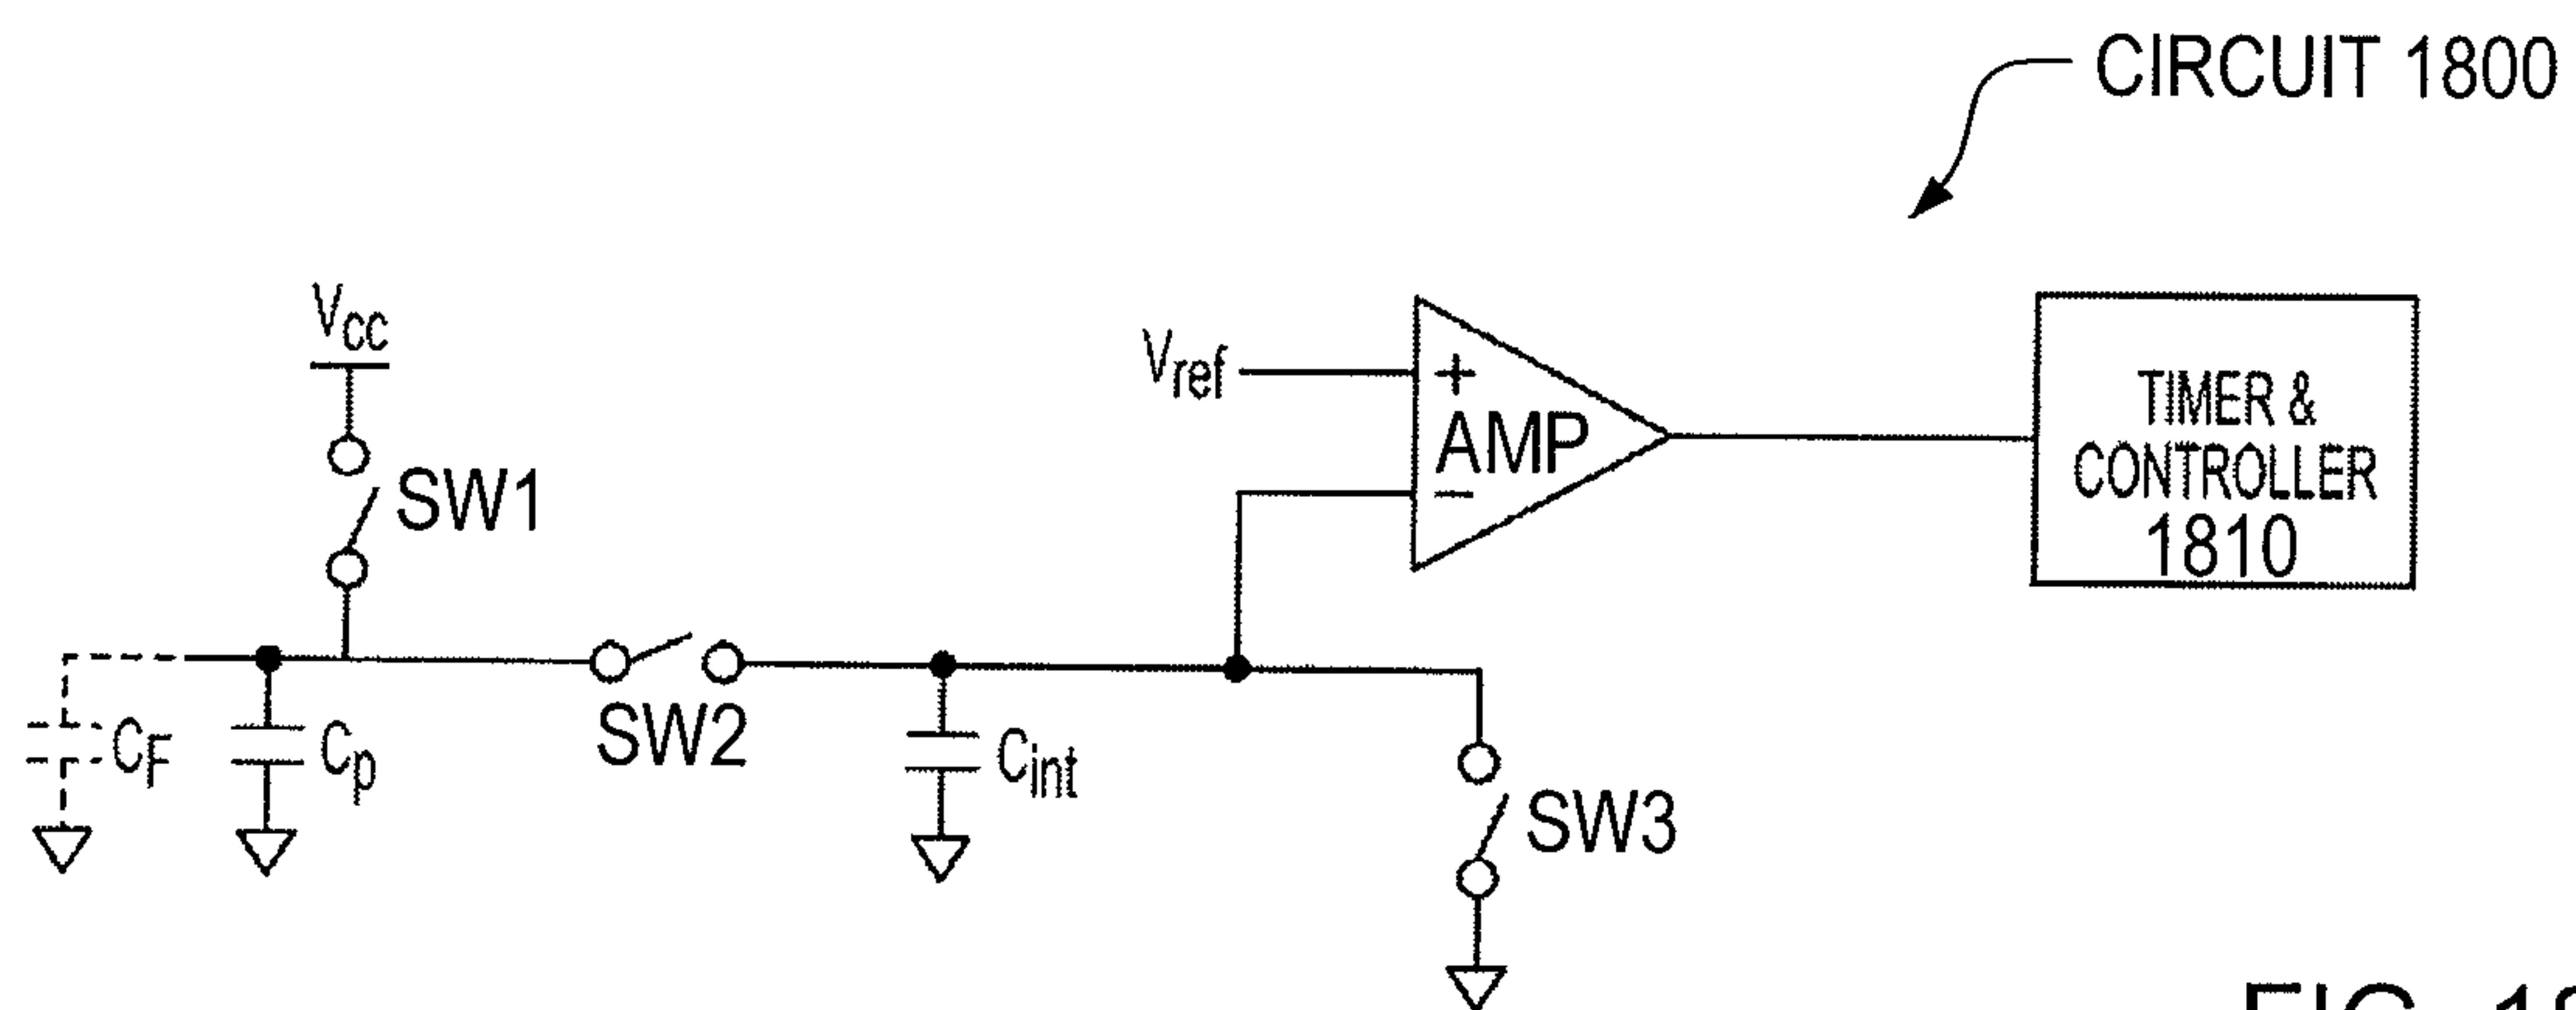 CIRCUIT 1800
Vcc
SW1
Vref
+
AMP
−
TIMER &
CONTROLLER
1810
SW2
CF
Cp
Cint
SW3